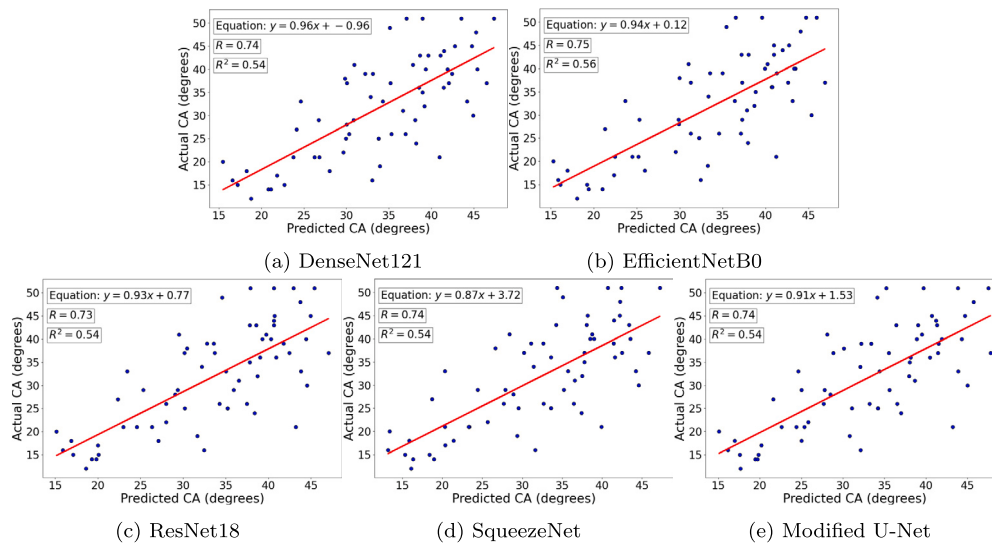 Equation: y = 0.96x + −0.96
R = 0.74
R² = 0.54
Actual CA (degrees)
50
45
40
35
30
25
20
15
15 20 25 30 35 40 45
Predicted CA (degrees)
(a) DenseNet121
Equation: y = 0.94x + 0.12
R = 0.75
R² = 0.56
Actual CA (degrees)
50
45
40
35
30
25
20
15
15 20 25 30 35 40 45
Predicted CA (degrees)
(b) EfficientNetB0
Equation: y = 0.93x + 0.77
R = 0.73
R² = 0.54
Actual CA (degrees)
50
45
40
35
30
25
20
15
15 20 25 30 35 40 45
Predicted CA (degrees)
(c) ResNet18
Equation: y = 0.87x + 3.72
R = 0.74
R² = 0.54
Actual CA (degrees)
50
45
40
35
30
25
20
15
15 20 25 30 35 40 45
Predicted CA (degrees)
(d) SqueezeNet
Equation: y = 0.91x + 1.53
R = 0.74
R² = 0.54
Actual CA (degrees)
50
45
40
35
30
25
20
15
15 20 25 30 35 40 45
Predicted CA (degrees)
(e) Modified U-Net